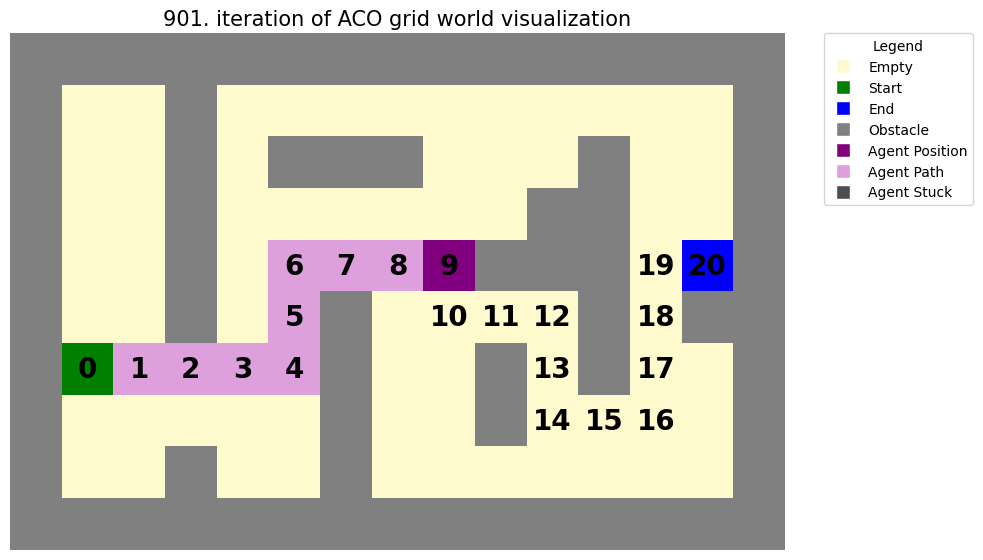 901. iteration of ACO grid world visualization
Legend
Empty
Start
End
Obstacle
Agent Position
Agent Path
Agent Stuck
6 7 8 9 19 20
5 10 11 12 18
0 1 2 3 4 13 17
14 15 16